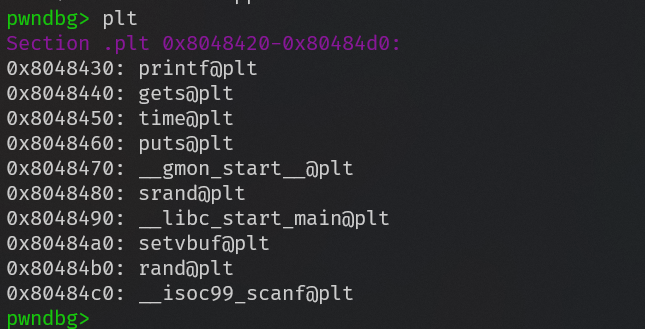 pwndbg> plt
Section .plt 0x8048420-0x80484d0:
0x8048430: printf@plt
0x8048440: gets@plt
0x8048450: time@plt
0x8048460: puts@plt
0x8048470: __gmon_start__@plt
0x8048480: srand@plt
0x8048490: __libc_start_main@plt
0x80484a0: setvbuf@plt
0x80484b0: rand@plt
0x80484c0: __isoc99_scanf@plt
pwndbg>